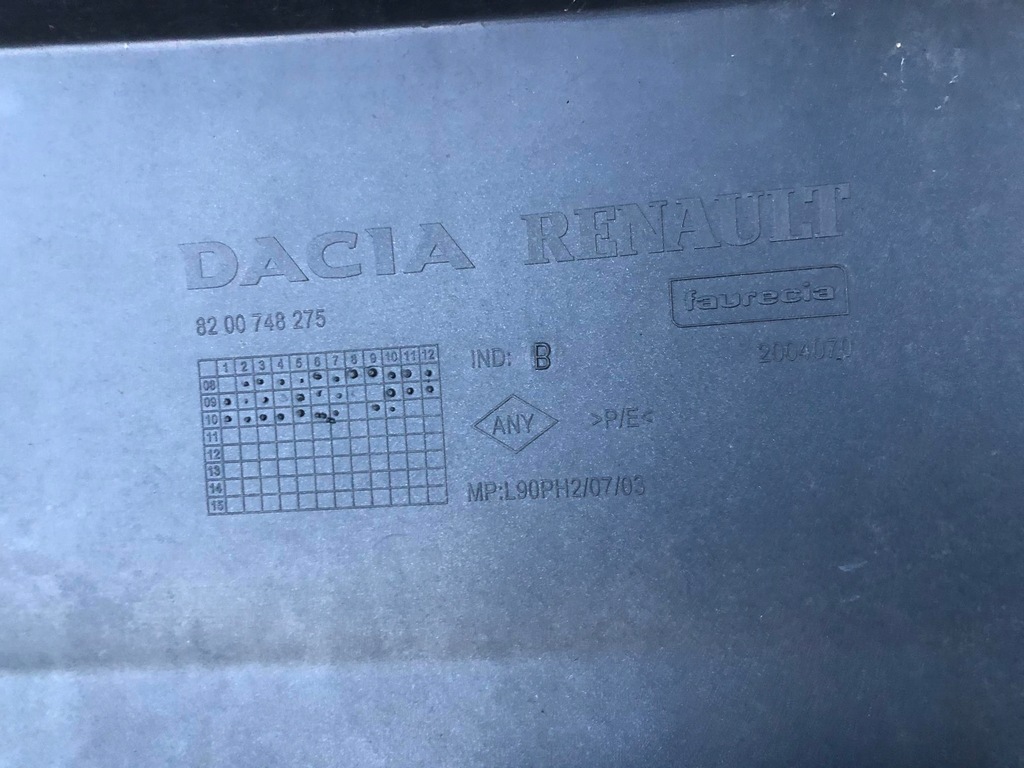 DACIA RENAULT
faurecia
82 00 748 275
1 2 3 4 5 6 7 8 9 10 11 12
08
09
10
11
12
13
14
15
IND: B
ANY
>P/E<
MP:L90PH2/07/03